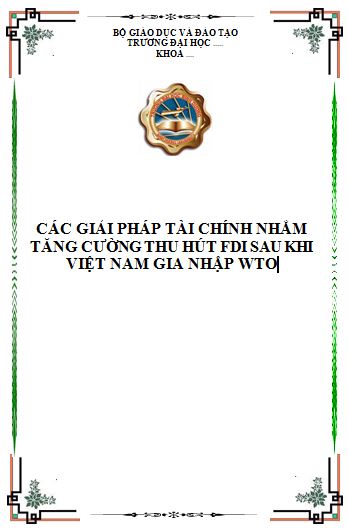 BỘ GIÁO DỤC VÀ ĐÀO TẠO
TRƯỜNG ĐẠI HỌC .....
KHOA ....
CÁC GIẢI PHÁP TÀI CHÍNH NHẰM
TĂNG CƯỜNG THU HÚT FDI SAU KHI
VIỆT NAM GIA NHẬP WTO